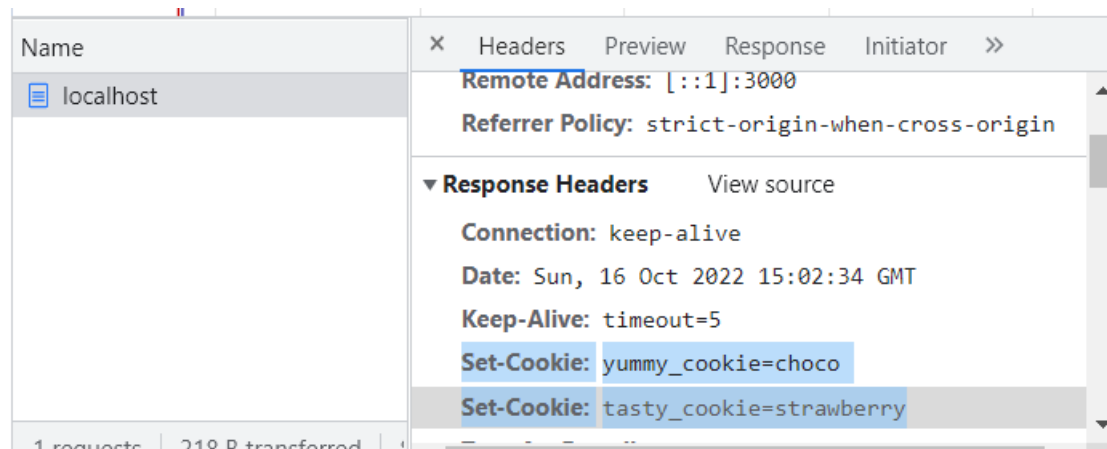 Name
× Headers Preview Response Initiator »
localhost
Remote Address: [::1]:3000
Referrer Policy: strict-origin-when-cross-origin
▼ Response Headers View source
Connection: keep-alive
Date: Sun, 16 Oct 2022 15:02:34 GMT
Keep-Alive: timeout=5
Set-Cookie: yummy_cookie=choco
Set-Cookie: tasty_cookie=strawberry
1 requests 218 B transferred